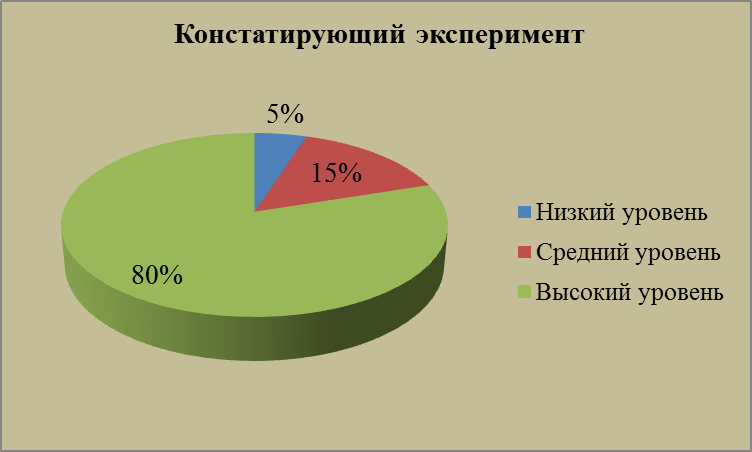 Констатирующий эксперимент
5%
15%
80%
Низкий уровень
Средний уровень
Высокий уровень